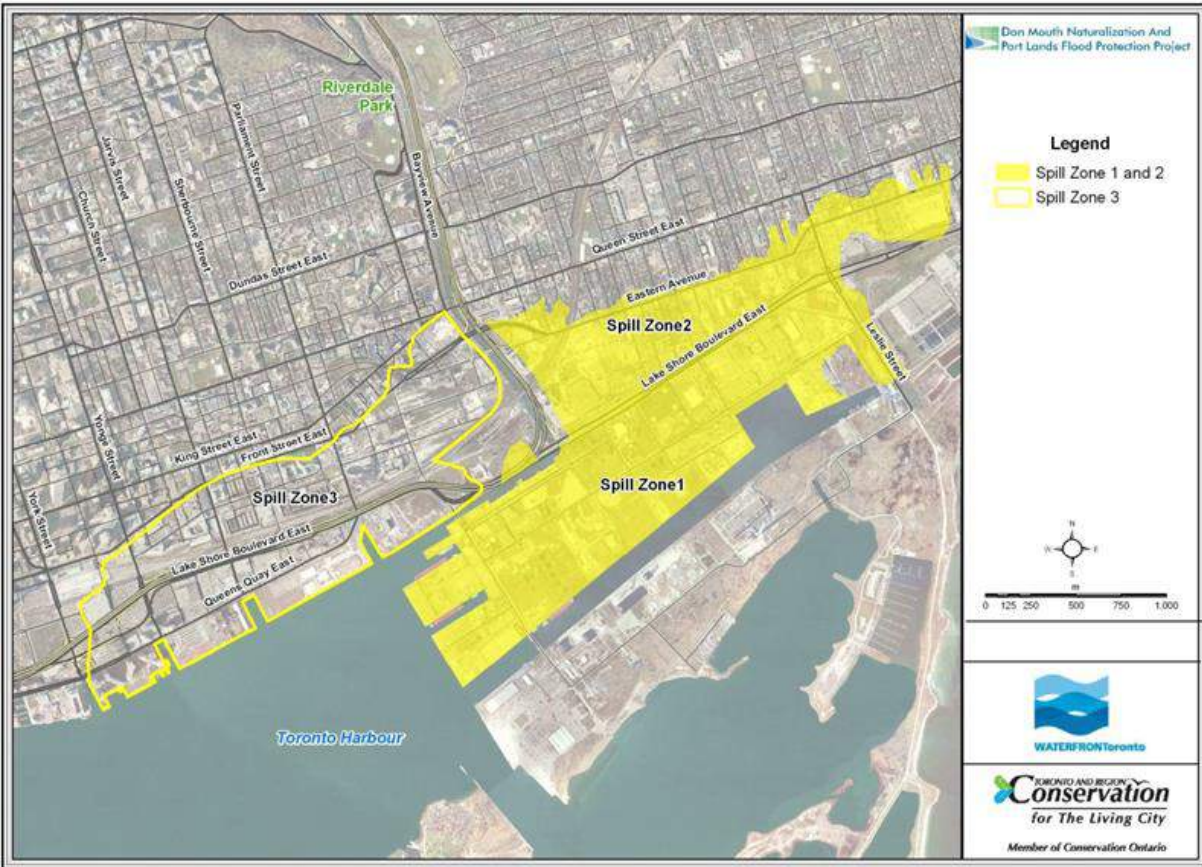 Don Mouth Naturalization And
Port Lands Flood Protection Project
Legend
Spill Zone 1 and 2
Spill Zone 3
Riverdale
Park
Parliament Street
Jarvis Street
Sherbourne Street
Church Street
Bayview Avenue
Queen Street East
Dundas Street East
Eastern Avenue
Spill Zone2
Lake Shore Boulevard East
Leslie Street
King Street East
Front Street East
Yonge Street
York Street
Spill Zone3
Spill Zone1
Lake Shore Boulevard East
Queens Quay East
Toronto Harbour
N
W E
S
m
0 125 250 500 750 1,000
WATERFRONToronto
TORONTO AND REGION
Conservation
for The Living City
Member of Conservation Ontario